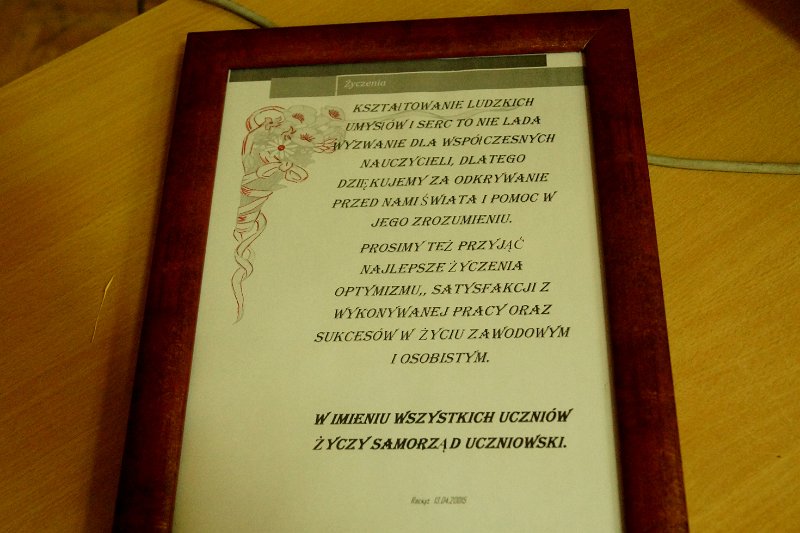 Życzenia
KSZTAłTOWANIE LUDZKICH
UMYSłÓW I SERC TO NIE LADA
WYZWANIE DLA WSPÓłCZESNYCH
NAUCZYCIELI, DLATEGO
DZIĘKUJEMY ZA ODKRYWANIE
PRZED NAMI ŚWIATA I POMOC W
JEGO ZROZUMIENIU.
PROSIMY TEŻ PRZYJĄĆ
NAJLEPSZE ŻYCZENIA
OPTYMIZMU,, SATYSFAKCJI Z
WYKONYWANEJ PRACY ORAZ
SUKCESÓW W ŻYCIU ZAWODOWYM
I OSOBISTYM.
W IMIENIU WSZYSTKICH UCZNIÓW
ŻYCZY SAMORZĄD UCZNIOWSKI.